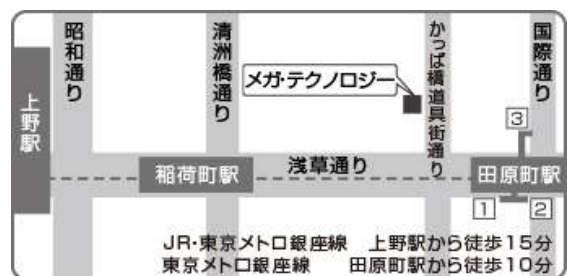 昭和通り
清洲橋通り
かっぱ橋道具街通り
国際通り
上野駅
メガ・テクノロジー
3
浅草通り
稲荷町駅
田原町駅
1
2
JR・東京メトロ銀座線 上野駅から徒歩15分
東京メトロ銀座線 田原町駅から徒歩10分